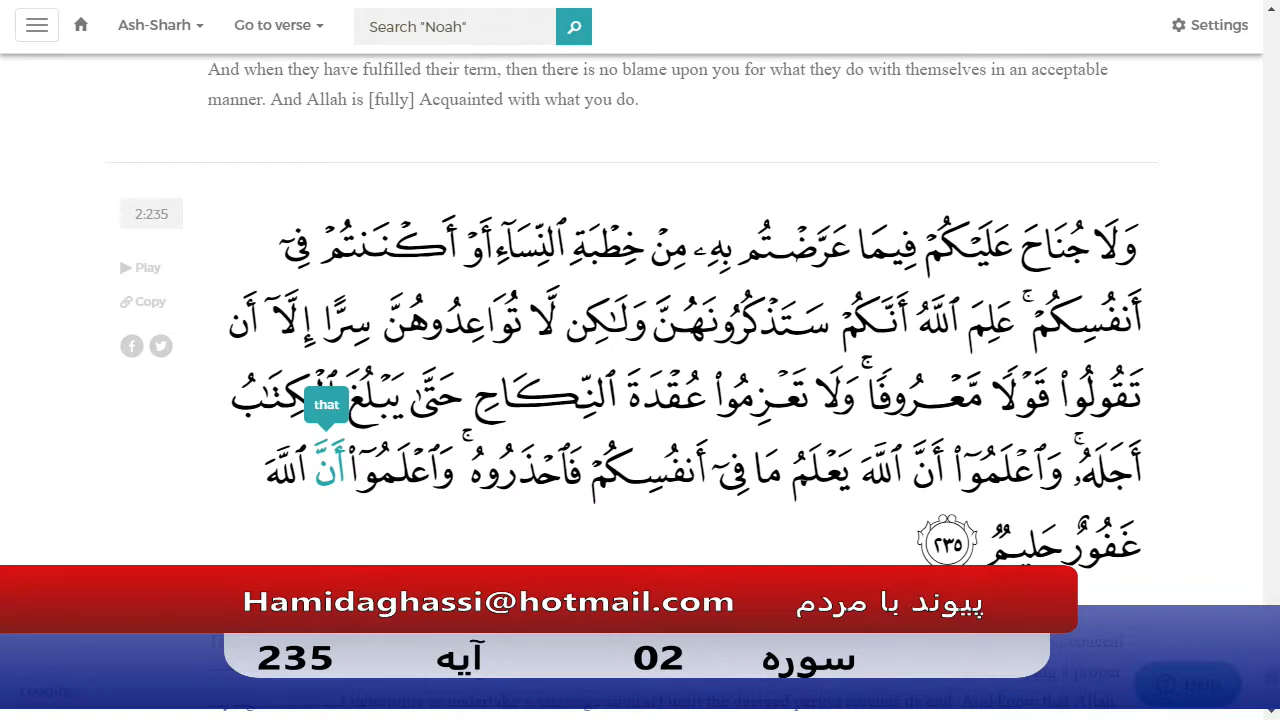 Ash-Sharh Go to verse Search "Noah" Settings
And when they have fulfilled their term, then there is no blame upon you for what they do with themselves in an acceptable
manner. And Allah is [fully] Acquainted with what you do.
2:235
Play
Copy
وَلَا جُنَاحَ عَلَيْكُمْ فِيمَا عَرَّضْتُم بِهِۦ مِنْ خِطْبَةِ ٱلنِّسَآءِ أَوْ أَكْنَنتُمْ فِىٓ
أَنفُسِكُمْ ۚ عَلِمَ ٱللَّهُ أَنَّكُمْ سَتَذْكُرُونَهُنَّ وَلَـٰكِن لَّا تُوَاعِدُوهُنَّ سِرًّا إِلَّآ أَن
تَقُولُوا۟ قَوْلًا مَّعْرُوفًا ۚ وَلَا تَعْزِمُوا۟ عُقْدَةَ ٱلنِّكَاحِ حَتَّىٰ يَبْلُغَ ٱلْكِتَـٰبُ
that
أَجَلَهُۥ ۚ وَٱعْلَمُوٓا۟ أَنَّ ٱللَّهَ يَعْلَمُ مَا فِىٓ أَنفُسِكُمْ فَٱحْذَرُوهُ ۚ وَٱعْلَمُوٓا۟ أَنَّ ٱللَّهَ
غَفُورٌ حَلِيمٌ ٢٣٥
پیوند با مردم Hamidaghassi@hotmail.com
سوره 02 آیه 235
Help